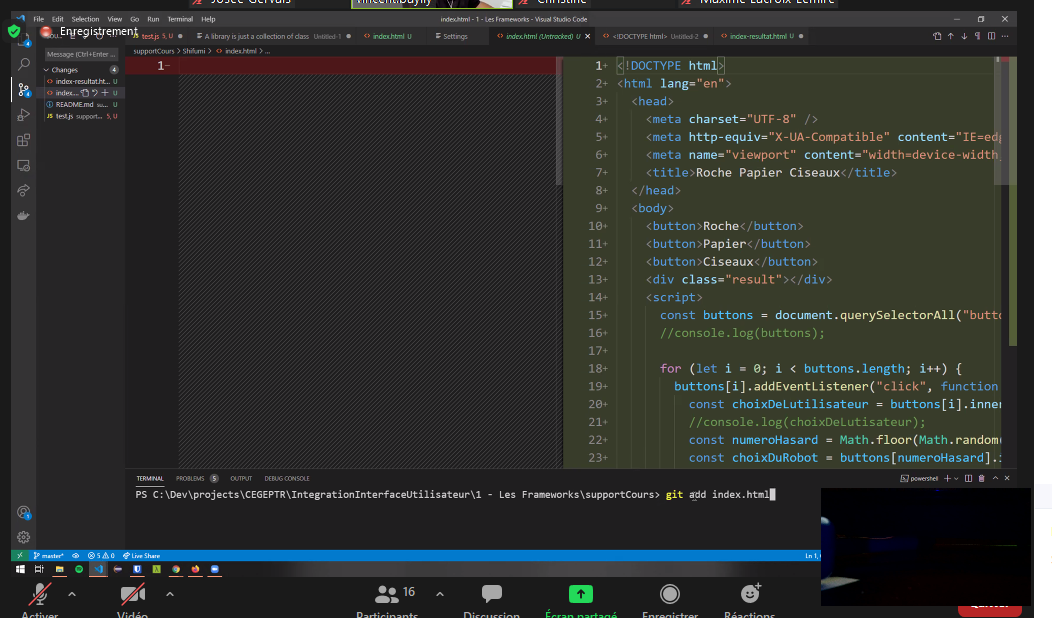 Josée Gervais
vincent.bayily
Christine
Maxime Lacroix-Lemire
File Edit Selection View Go Run Terminal Help
index.html - 1 - Les Frameworks - Visual Studio Code
Enregistrement
test.js 5, U
A library is just a collection of class Untitled-1
index.html U
Settings
index.html (Untracked) U
<!DOCTYPE html> Untitled-2
index-resultat.html U
supportCours > Shifumi > index.html > ...
Message (Ctrl+Enter ...
Changes 4
index-resultat.ht... U
index.... U
README.md su... U
test.js support... 5, U
1−
1+ <!DOCTYPE html>
2+ <html lang="en">
3+ <head>
4+ <meta charset="UTF-8" />
5+ <meta http-equiv="X-UA-Compatible" content="IE=edg
6+ <meta name="viewport" content="width=device-width,
7+ <title>Roche Papier Ciseaux</title>
8+ </head>
9+ <body>
10+ <button>Roche</button>
11+ <button>Papier</button>
12+ <button>Ciseaux</button>
13+ <div class="result"></div>
14+ <script>
15+ const buttons = document.querySelectorAll("butto
16+ //console.log(buttons);
17+
18+ for (let i = 0; i < buttons.length; i++) {
19+ buttons[i].addEventListener("click", function
20+ const choixDeLutilisateur = buttons[i].inner
21+ //console.log(choixDeLutisateur);
22+ const numeroHasard = Math.floor(Math.random(
23+ const choixDuRobot = buttons[numeroHasard].i
TERMINAL PROBLEMS 5 OUTPUT DEBUG CONSOLE
powershell
PS C:\Dev\projects\CEGEPTR\IntegrationInterfaceUtilisateur\1 - Les Frameworks\supportCours> git add index.html
master* 5 0 Live Share
Ln 1,
16
Activer
Vidéo
Participants
Discussion
Écran partagé
Enregistrer
Réactions
Quitter